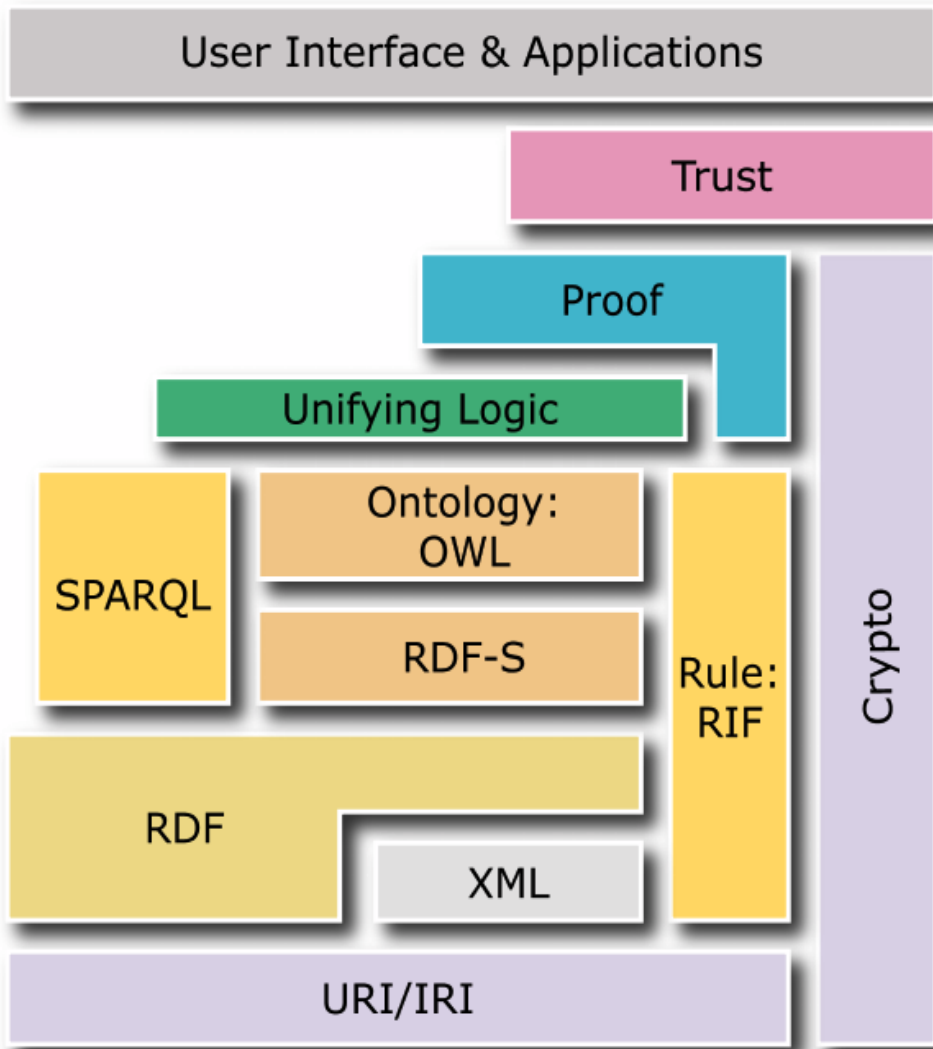 User Interface & Applications
Trust
Proof
Unifying Logic
Ontology:
OWL
SPARQL
RDF-S
Rule:
RIF
Crypto
RDF
XML
URI/IRI